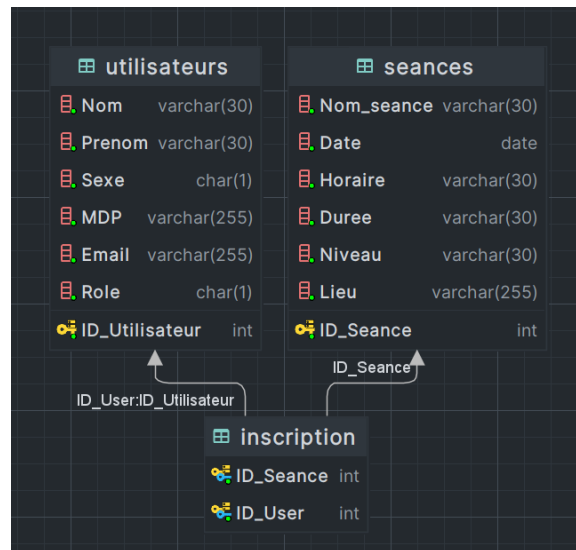 utilisateurs
Nom varchar(30)
Prenom varchar(30)
Sexe char(1)
MDP varchar(255)
Email varchar(255)
Role char(1)
ID_Utilisateur int
seances
Nom_seance varchar(30)
Date date
Horaire varchar(30)
Duree varchar(30)
Niveau varchar(30)
Lieu varchar(255)
ID_Seance int
ID_Seance
ID_User:ID_Utilisateur
inscription
ID_Seance int
ID_User int